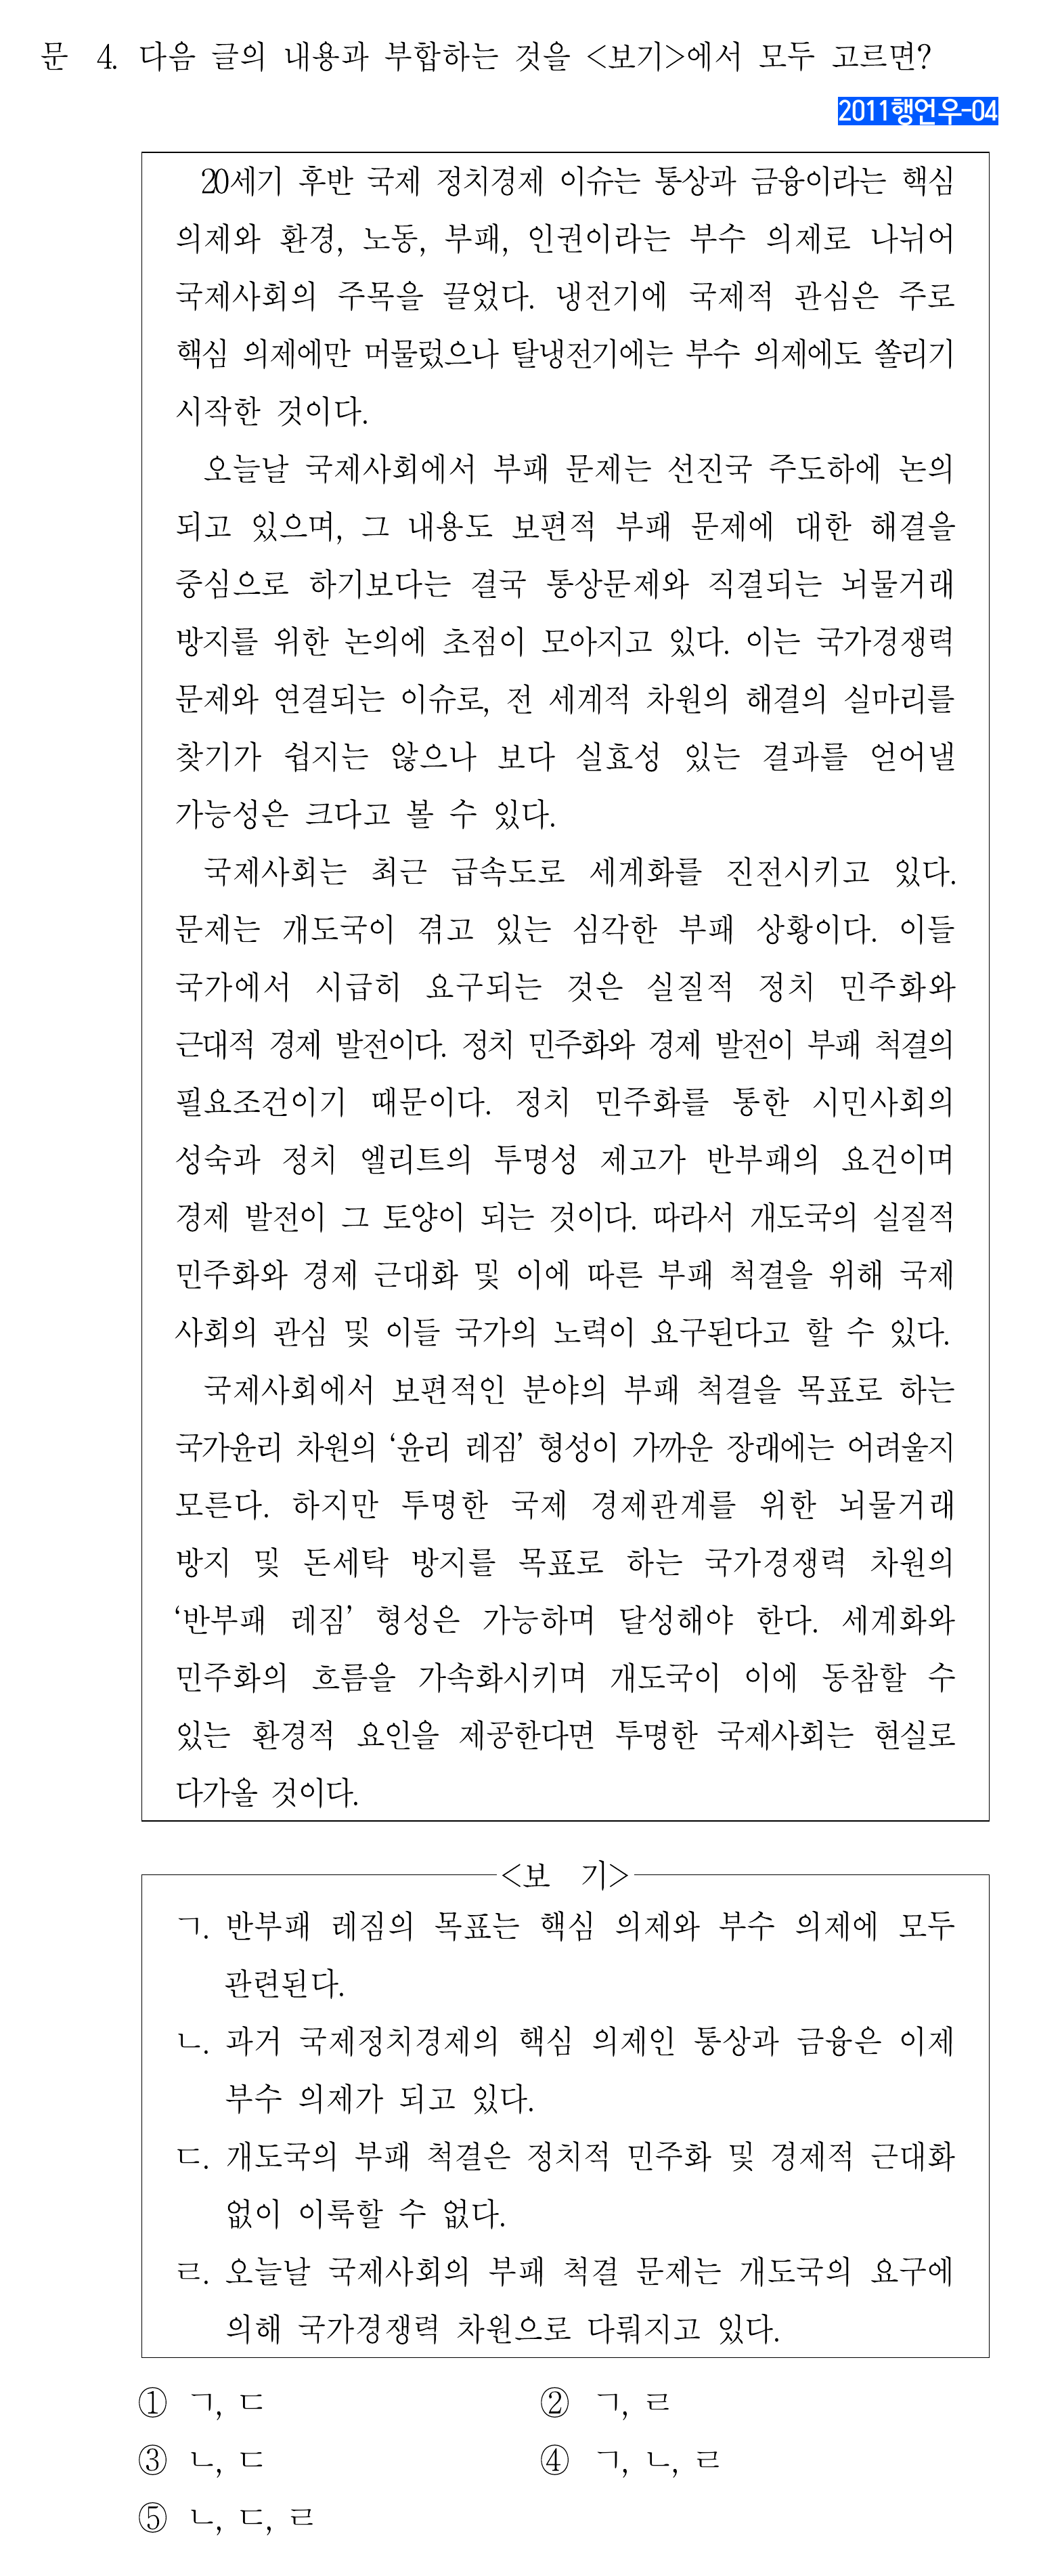 문 4. 다음 글의 내용과 부합하는 것을 <보기>에서 모두 고르면?
2011행언우-04
20세기 후반 국제 정치경제 이슈는 통상과 금융이라는 핵심
의제와 환경, 노동, 부패, 인권이라는 부수 의제로 나뉘어
국제사회의 주목을 끌었다. 냉전기에 국제적 관심은 주로
핵심 의제에만 머물렀으나 탈냉전기에는 부수 의제에도 쏠리기
시작한 것이다.
오늘날 국제사회에서 부패 문제는 선진국 주도하에 논의
되고 있으며, 그 내용도 보편적 부패 문제에 대한 해결을
중심으로 하기보다는 결국 통상문제와 직결되는 뇌물거래
방지를 위한 논의에 초점이 모아지고 있다. 이는 국가경쟁력
문제와 연결되는 이슈로, 전 세계적 차원의 해결의 실마리를
찾기가 쉽지는 않으나 보다 실효성 있는 결과를 얻어낼
가능성은 크다고 볼 수 있다.
국제사회는 최근 급속도로 세계화를 진전시키고 있다.
문제는 개도국이 겪고 있는 심각한 부패 상황이다. 이들
국가에서 시급히 요구되는 것은 실질적 정치 민주화와
근대적 경제 발전이다. 정치 민주화와 경제 발전이 부패 척결의
필요조건이기 때문이다. 정치 민주화를 통한 시민사회의
성숙과 정치 엘리트의 투명성 제고가 반부패의 요건이며
경제 발전이 그 토양이 되는 것이다. 따라서 개도국의 실질적
민주화와 경제 근대화 및 이에 따른 부패 척결을 위해 국제
사회의 관심 및 이들 국가의 노력이 요구된다고 할 수 있다.
국제사회에서 보편적인 분야의 부패 척결을 목표로 하는
국가윤리 차원의 ‘윤리 레짐’ 형성이 가까운 장래에는 어려울지
모른다. 하지만 투명한 국제 경제관계를 위한 뇌물거래
방지 및 돈세탁 방지를 목표로 하는 국가경쟁력 차원의
‘반부패 레짐’ 형성은 가능하며 달성해야 한다. 세계화와
민주화의 흐름을 가속화시키며 개도국이 이에 동참할 수
있는 환경적 요인을 제공한다면 투명한 국제사회는 현실로
다가올 것이다.
<보 기>
ㄱ. 반부패 레짐의 목표는 핵심 의제와 부수 의제에 모두
관련된다.
ㄴ. 과거 국제정치경제의 핵심 의제인 통상과 금융은 이제
부수 의제가 되고 있다.
ㄷ. 개도국의 부패 척결은 정치적 민주화 및 경제적 근대화
없이 이룩할 수 없다.
ㄹ. 오늘날 국제사회의 부패 척결 문제는 개도국의 요구에
의해 국가경쟁력 차원으로 다뤄지고 있다.
① ㄱ, ㄷ ② ㄱ, ㄹ
③ ㄴ, ㄷ ④ ㄱ, ㄴ, ㄹ
⑤ ㄴ, ㄷ, ㄹ